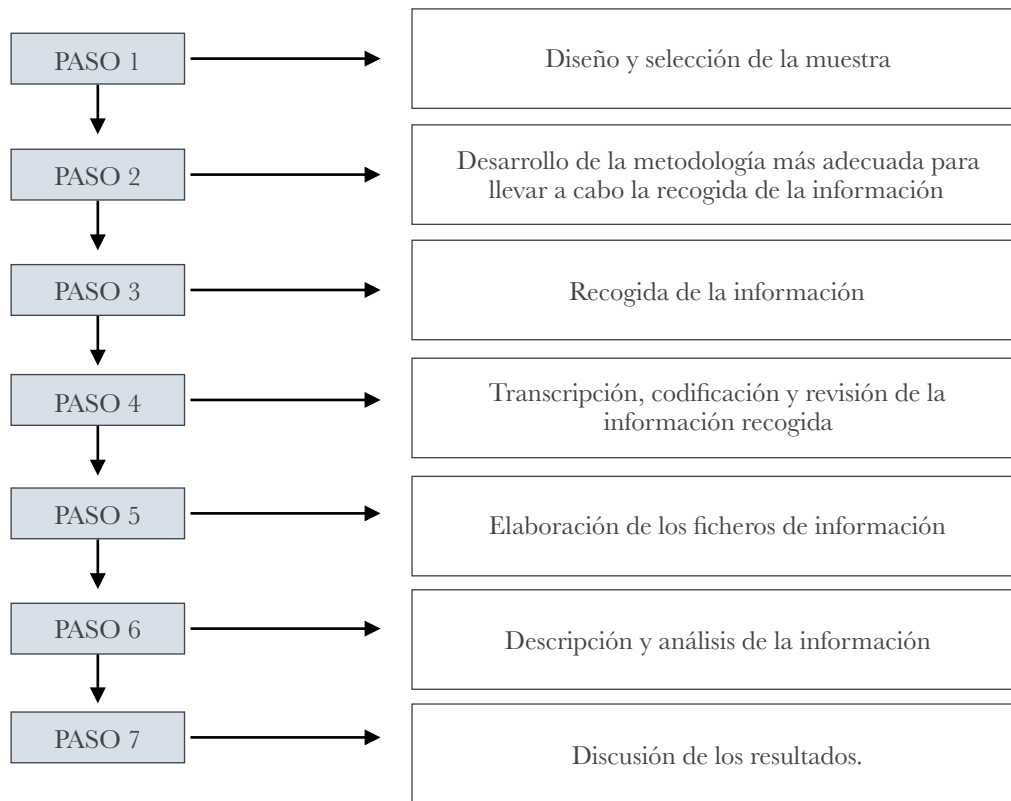 PASO 1
Diseño y selección de la muestra
PASO 2
Desarrollo de la metodología más adecuada para
llevar a cabo la recogida de la información
PASO 3
Recogida de la información
PASO 4
Transcripción, codificación y revisión de la
información recogida
PASO 5
Elaboración de los ficheros de información
PASO 6
Descripción y análisis de la información
PASO 7
Discusión de los resultados.